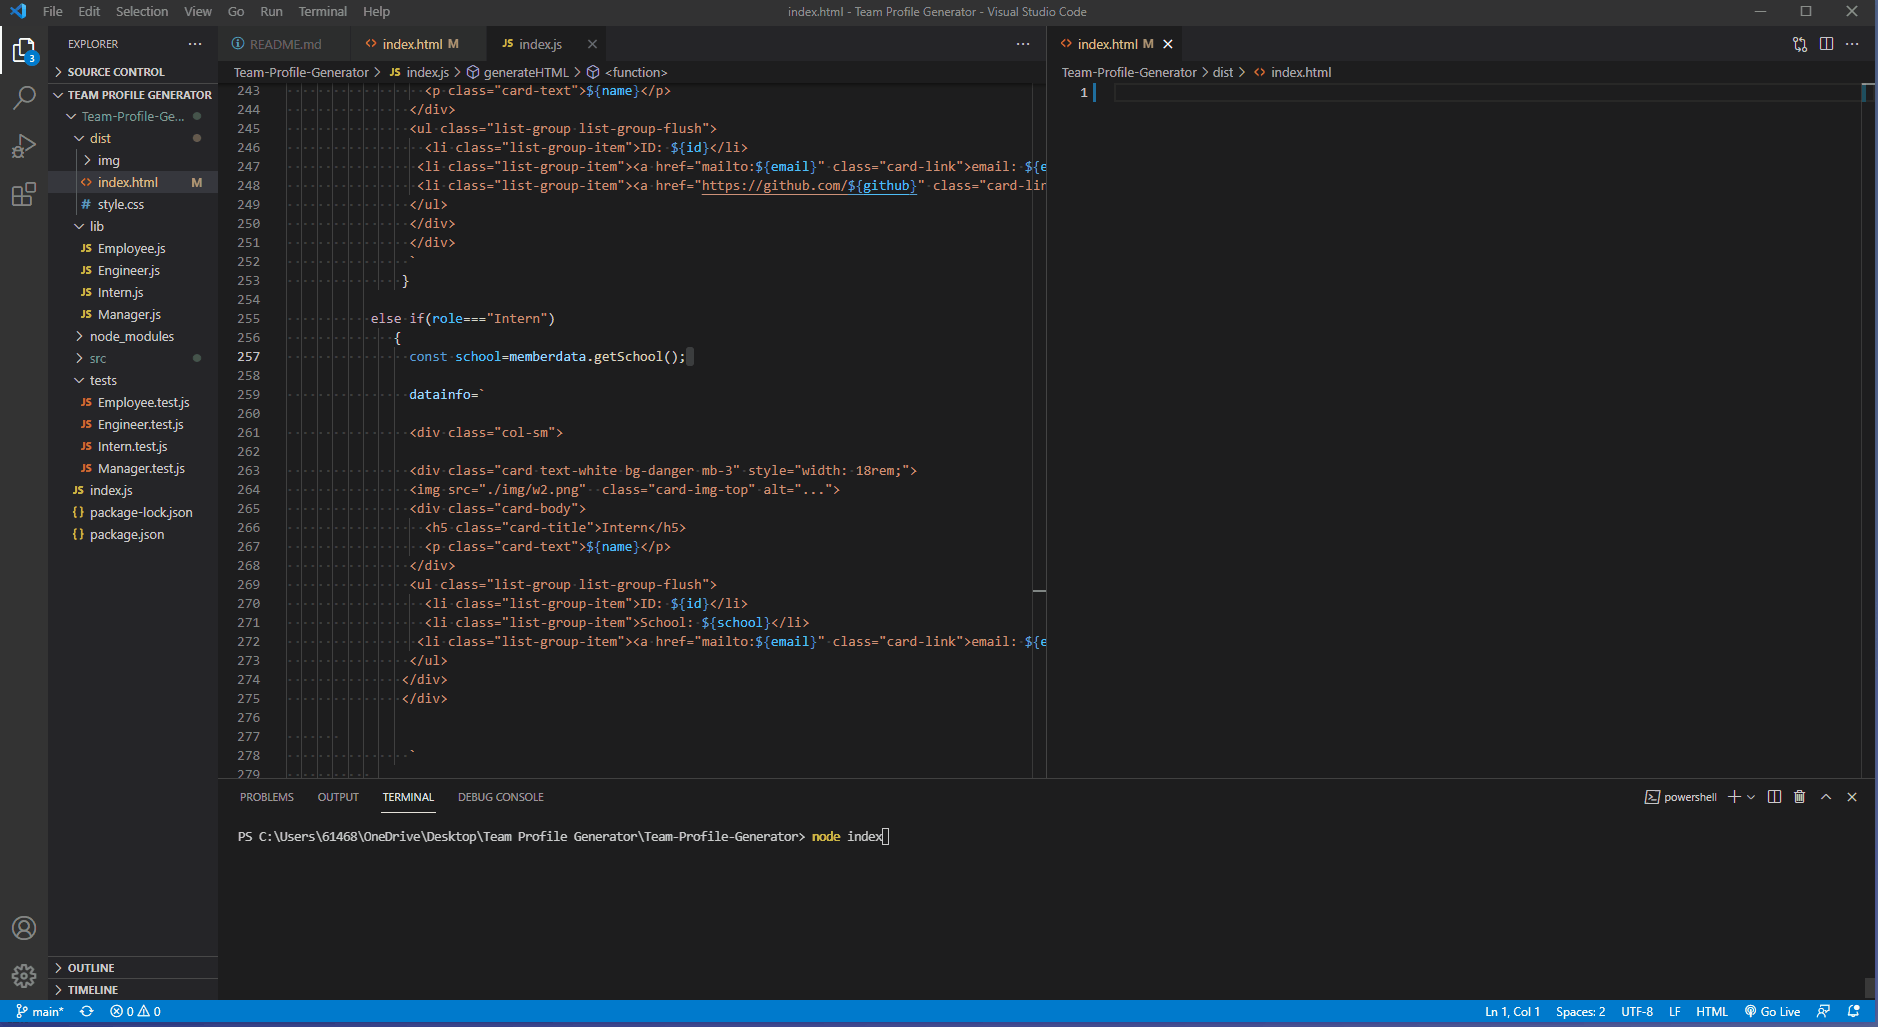 File Edit Selection View Go Run Terminal Help
index.html - Team Profile Generator - Visual Studio Code
3
EXPLORER
SOURCE CONTROL
TEAM PROFILE GENERATOR
Team-Profile-Ge...
dist
img
index.html M
style.css
lib
Employee.js
Engineer.js
Intern.js
Manager.js
node_modules
src
tests
Employee.test.js
Engineer.test.js
Intern.test.js
Manager.test.js
index.js
package-lock.json
package.json
OUTLINE
TIMELINE
README.md index.html M index.js
Team-Profile-Generator > index.js > generateHTML > <function>
243 <p class="card-text">${name}</p>
244 </div>
245 <ul class="list-group list-group-flush">
246 <li class="list-group-item">ID: ${id}</li>
247 <li class="list-group-item"><a href="mailto:${email}" class="card-link">email: ${e
248 <li class="list-group-item"><a href="https://github.com/${github}" class="card-lin
249 </ul>
250 </div>
251 </div>
252 `
253 }
254
255 else if(role==="Intern")
256 {
257 const school=memberdata.getSchool();
258
259 datainfo=`
260
261 <div class="col-sm">
262
263 <div class="card text-white bg-danger mb-3" style="width: 18rem;">
264 <img src="./img/w2.png"  class="card-img-top" alt="...">
265 <div class="card-body">
266 <h5 class="card-title">Intern</h5>
267 <p class="card-text">${name}</p>
268 </div>
269 <ul class="list-group list-group-flush">
270 <li class="list-group-item">ID: ${id}</li>
271 <li class="list-group-item">School: ${school}</li>
272 <li class="list-group-item"><a href="mailto:${email}" class="card-link">email: ${e
273 </ul>
274 </div>
275 </div>
276
277
278 `
279
index.html M
Team-Profile-Generator > dist > index.html
1
PROBLEMS OUTPUT TERMINAL DEBUG CONSOLE
powershell
PS C:\Users\61468\OneDrive\Desktop\Team Profile Generator\Team-Profile-Generator> node index
main* 0 0
Ln 1, Col 1 Spaces: 2 UTF-8 LF HTML Go Live